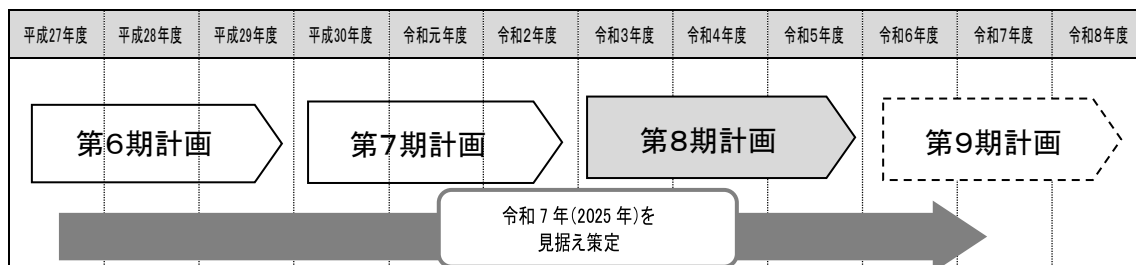 平成27年度 平成28年度 平成29年度 平成30年度 令和元年度 令和2年度 令和3年度 令和4年度 令和5年度 令和6年度 令和7年度 令和8年度
第6期計画 第7期計画 第8期計画 第9期計画
令和7年(2025年)を
見据え策定